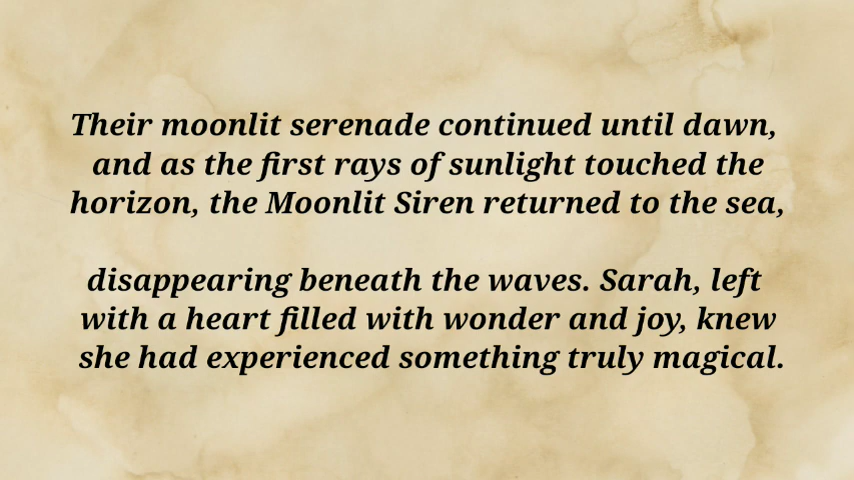 Their moonlit serenade continued until dawn,
and as the first rays of sunlight touched the
horizon, the Moonlit Siren returned to the sea,
disappearing beneath the waves. Sarah, left
with a heart filled with wonder and joy, knew
she had experienced something truly magical.